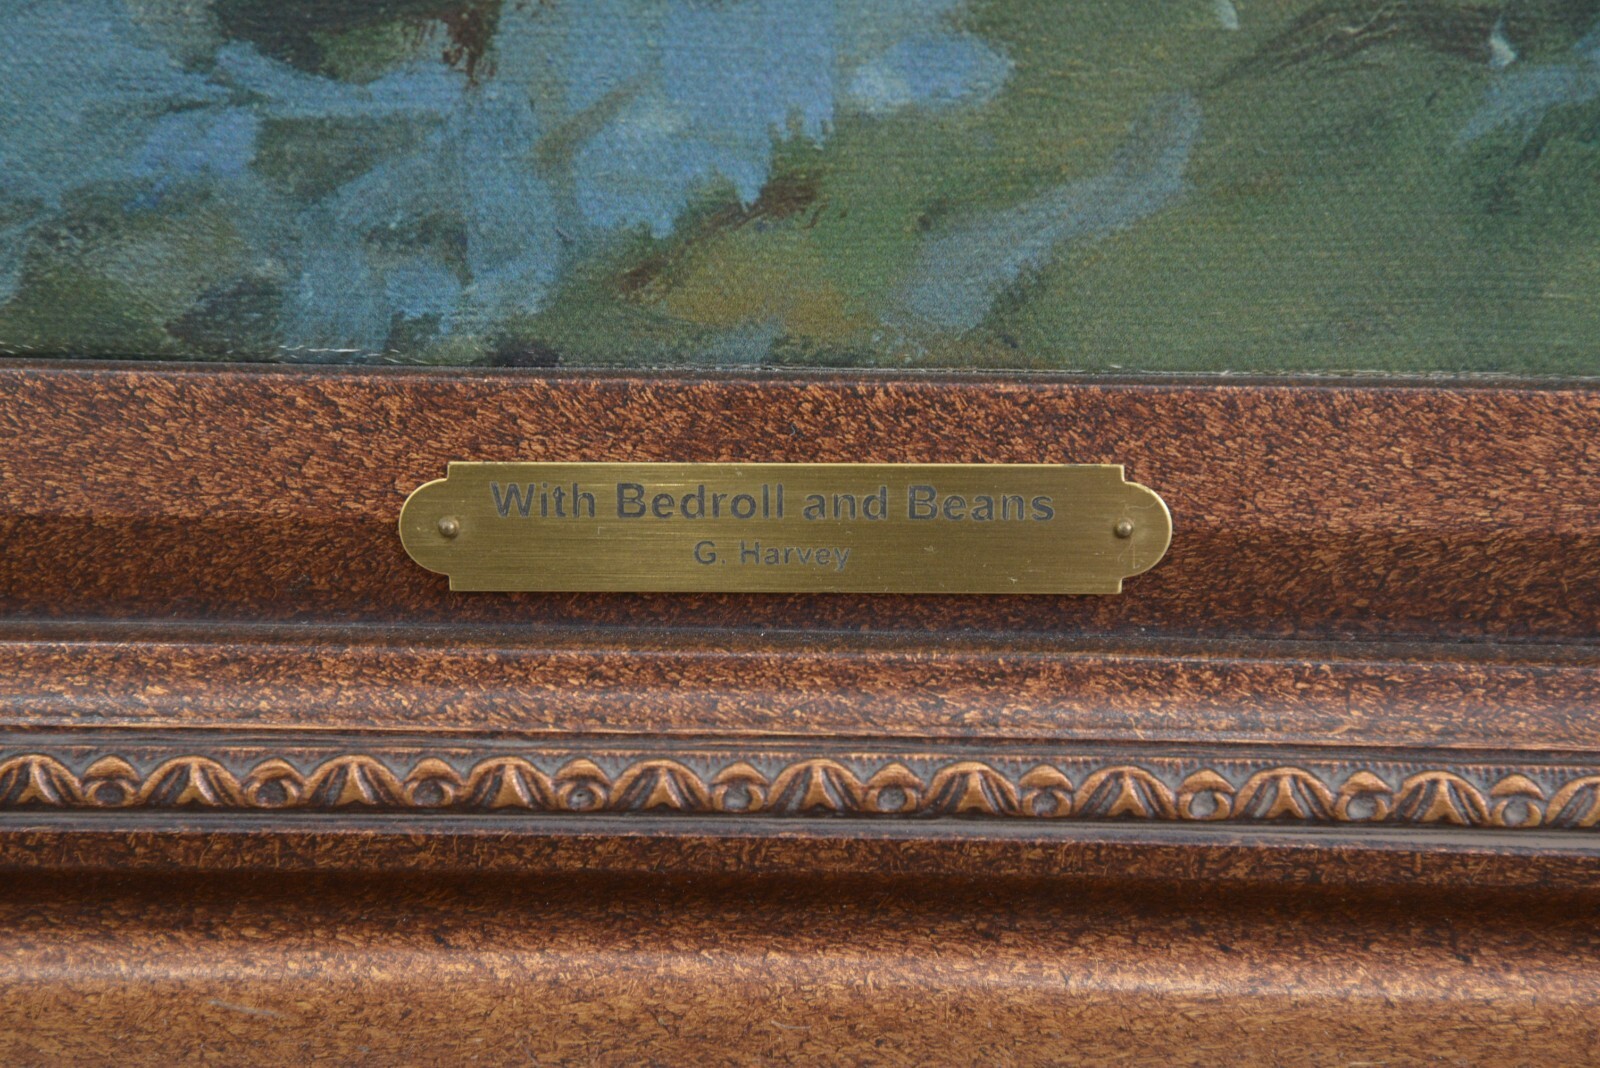 With Bedroll and Beans
G. Harvey